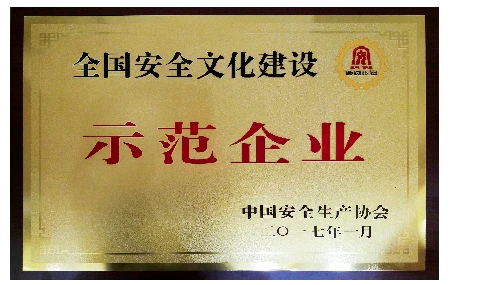 全国安全文化建设
示范企业
中国安全生产协会
二〇一七年一月